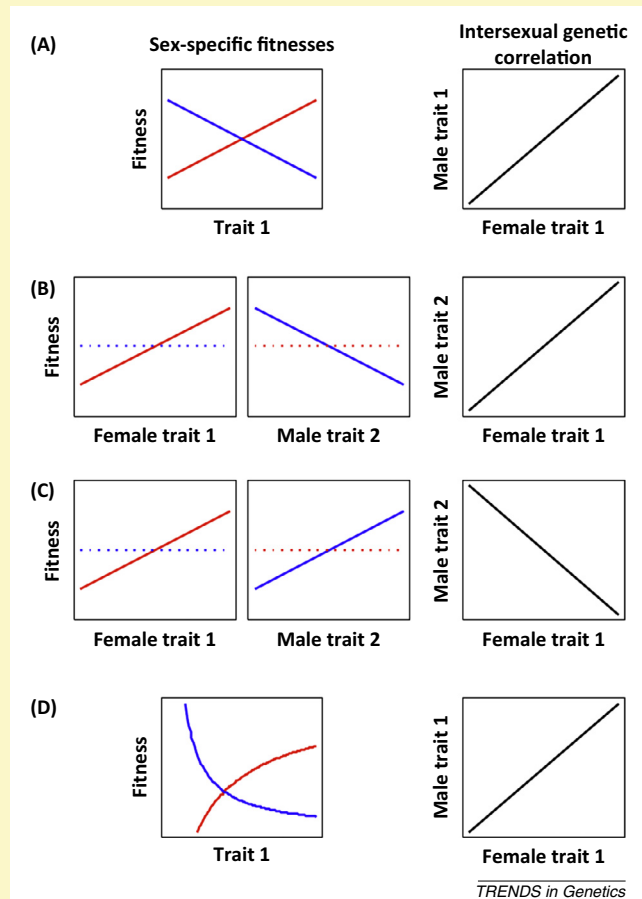 Sex-specific fitnesses
Intersexual genetic
correlation
(A)
Fitness
Trait 1
Male trait 1
Female trait 1
(B)
Fitness
Female trait 1
Male trait 2
Male trait 2
Female trait 1
(C)
Fitness
Female trait 1
Male trait 2
Male trait 2
Female trait 1
(D)
Fitness
Trait 1
Male trait 1
Female trait 1
TRENDS in Genetics